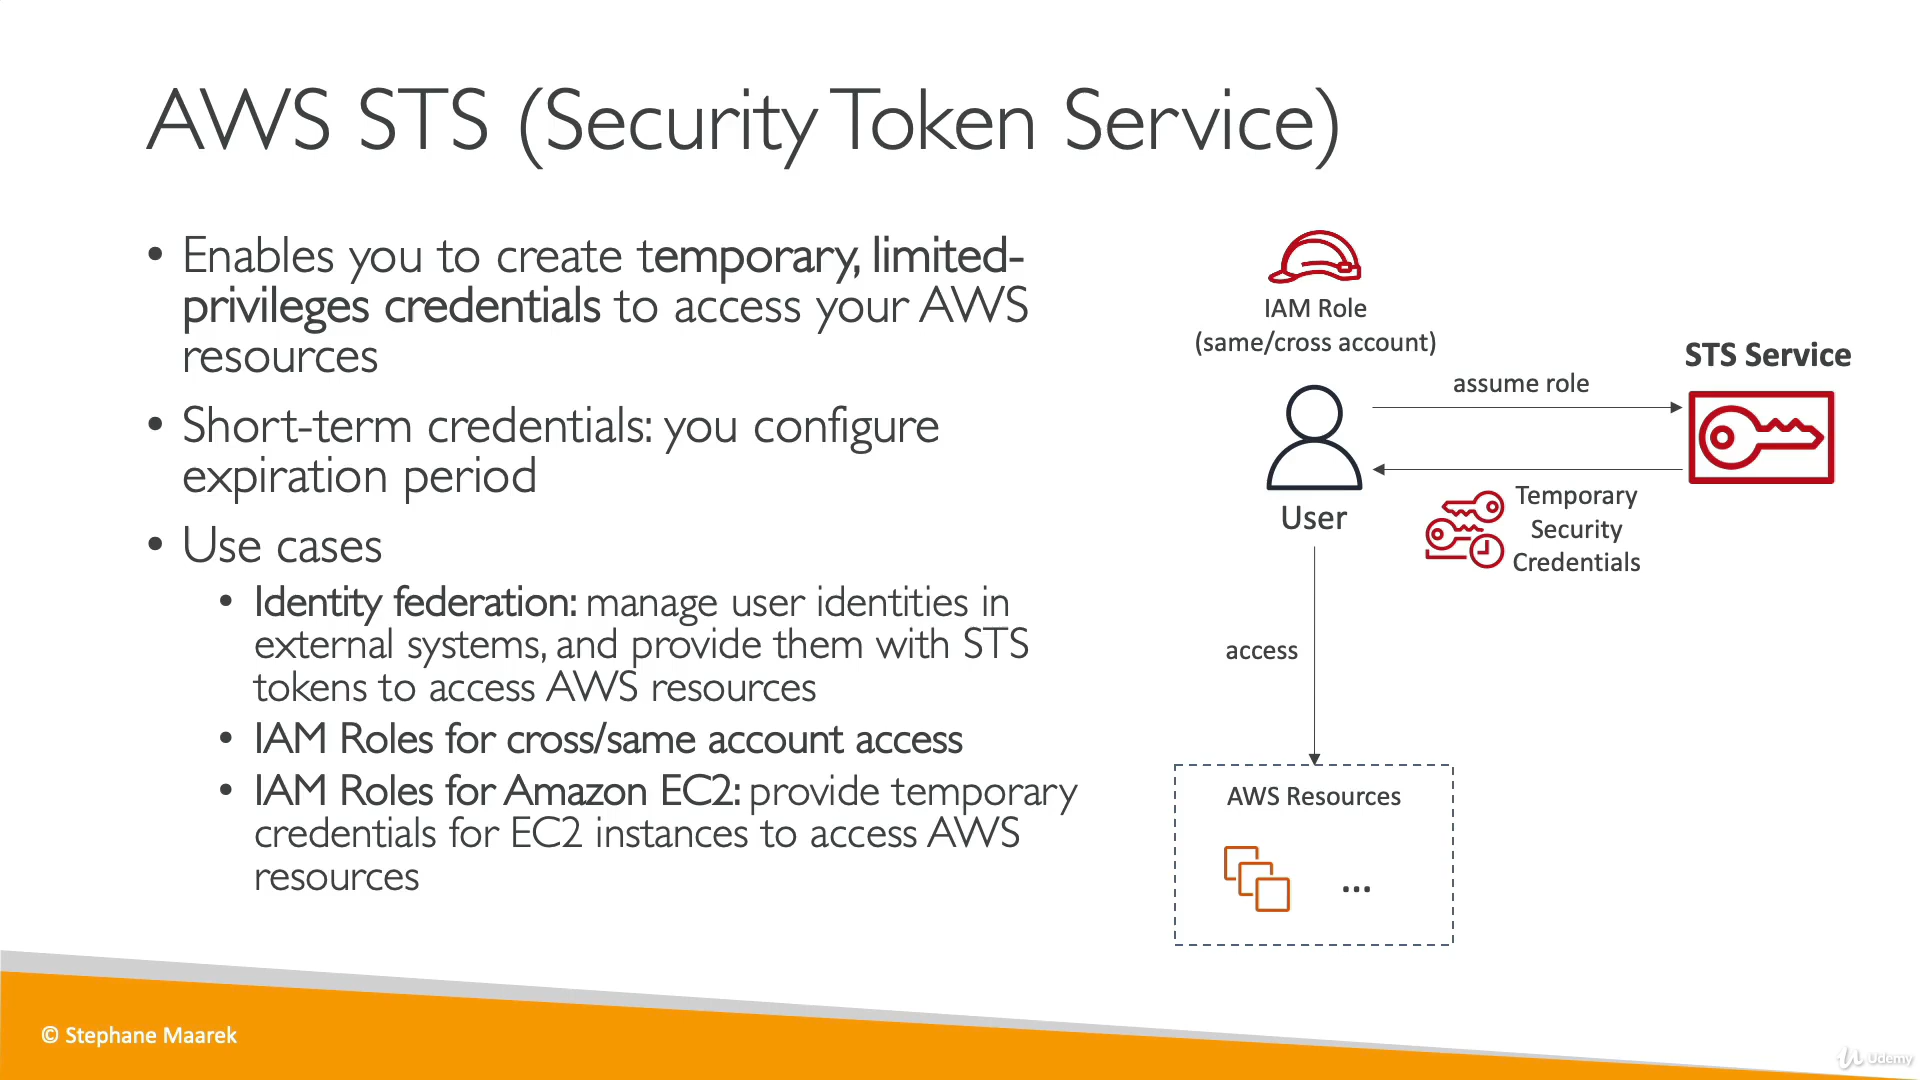 AWS STS (Security Token Service)
• Enables you to create temporary, limited-
privileges credentials to access your AWS
resources
• Short-term credentials: you configure
expiration period
• Use cases
• Identity federation: manage user identities in
external systems, and provide them with STS
tokens to access AWS resources
• IAM Roles for cross/same account access
• IAM Roles for Amazon EC2: provide temporary
credentials for EC2 instances to access AWS
resources
IAM Role
(same/cross account)
STS Service
assume role
User
Temporary
Security
Credentials
access
AWS Resources
...
© Stephane Maarek
Udemy